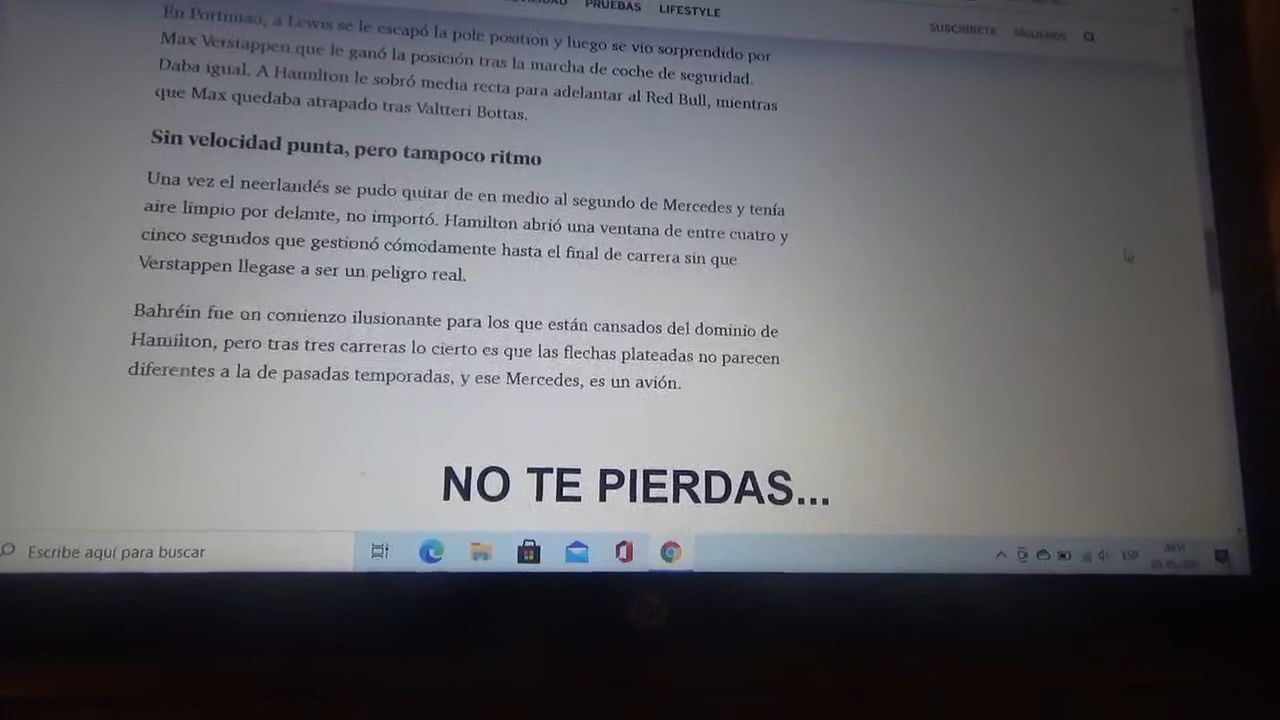 PRUEBAS LIFESTYLE
SUSCRÍBETE SÍGUENOS
En Portimao, a Lewis se le escapó la pole position y luego se vio sorprendido por
Max Verstappen que le ganó la posición tras la marcha de coche de seguridad.
Daba igual. A Hamilton le sobró media recta para adelantar al Red Bull, mientras
que Max quedaba atrapado tras Valtteri Bottas.
Sin velocidad punta, pero tampoco ritmo
Una vez el neerlandés se pudo quitar de en medio al segundo de Mercedes y tenía
aire limpio por delante, no importó. Hamilton abrió una ventana de entre cuatro y
cinco segundos que gestionó cómodamente hasta el final de carrera sin que
Verstappen llegase a ser un peligro real.
Bahréin fue un comienzo ilusionante para los que están cansados del dominio de
Hamilton, pero tras tres carreras lo cierto es que las flechas plateadas no parecen
diferentes a la de pasadas temporadas, y ese Mercedes, es un avión.
NO TE PIERDAS...
Escribe aquí para buscar
ESP